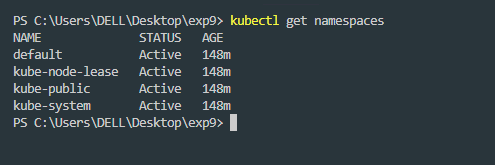 PS C:\Users\DELL\Desktop\exp9> kubectl get namespaces
NAME              STATUS   AGE
default           Active   148m
kube-node-lease   Active   148m
kube-public       Active   148m
kube-system       Active   148m
PS C:\Users\DELL\Desktop\exp9>